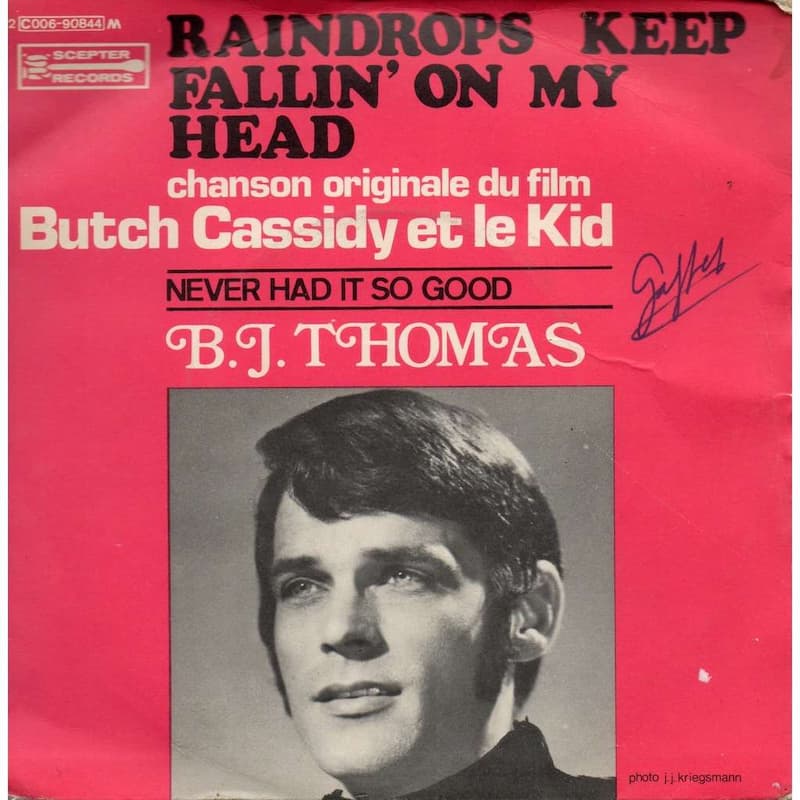 2 C006-90844 M
SCEPTER
RECORDS
RAINDROPS KEEP
FALLIN' ON MY
HEAD
chanson originale du film
Butch Cassidy et le Kid
NEVER HAD IT SO GOOD
B.J. THOMAS
photo j.j.kriegsmann